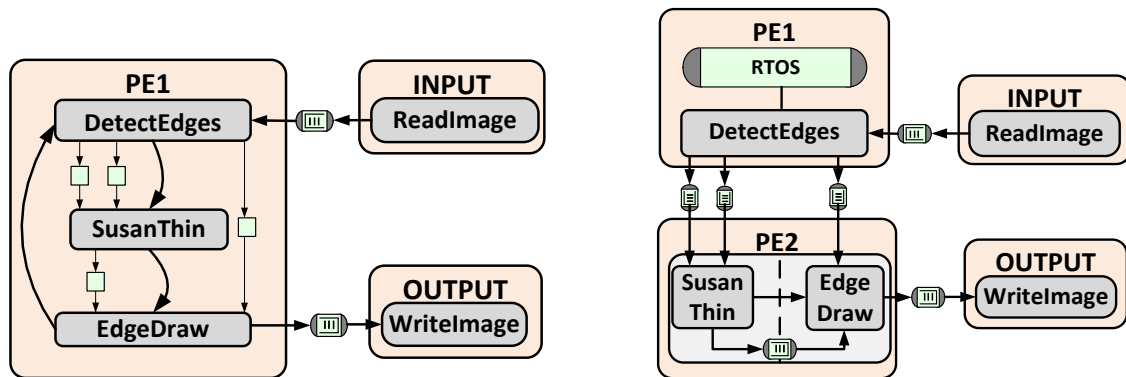 PE1
DetectEdges
SusanThin
EdgeDraw
INPUT
ReadImage
OUTPUT
WriteImage
PE1
RTOS
DetectEdges
INPUT
ReadImage
PE2
Susan
Thin
Edge
Draw
OUTPUT
WriteImage